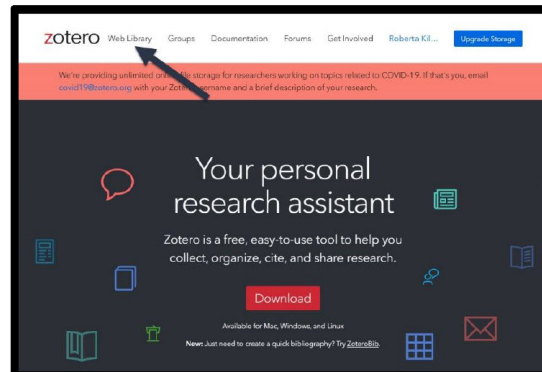 zotero Web Library Groups Documentation Forums Get Involved Roberta Kil... Upgrade Storage
We're providing unlimited storage for researchers working on topics related to COVID-19. If that's you, email
covid19@zotero.org with your Zotero username and a brief description of your research.
Your personal
research assistant
Zotero is a free, easy-to-use tool to help you
collect, organize, cite, and share research.
Download
Available for Mac, Windows, and Linux
New: Just need to create a quick bibliography? Try ZoteroBib.